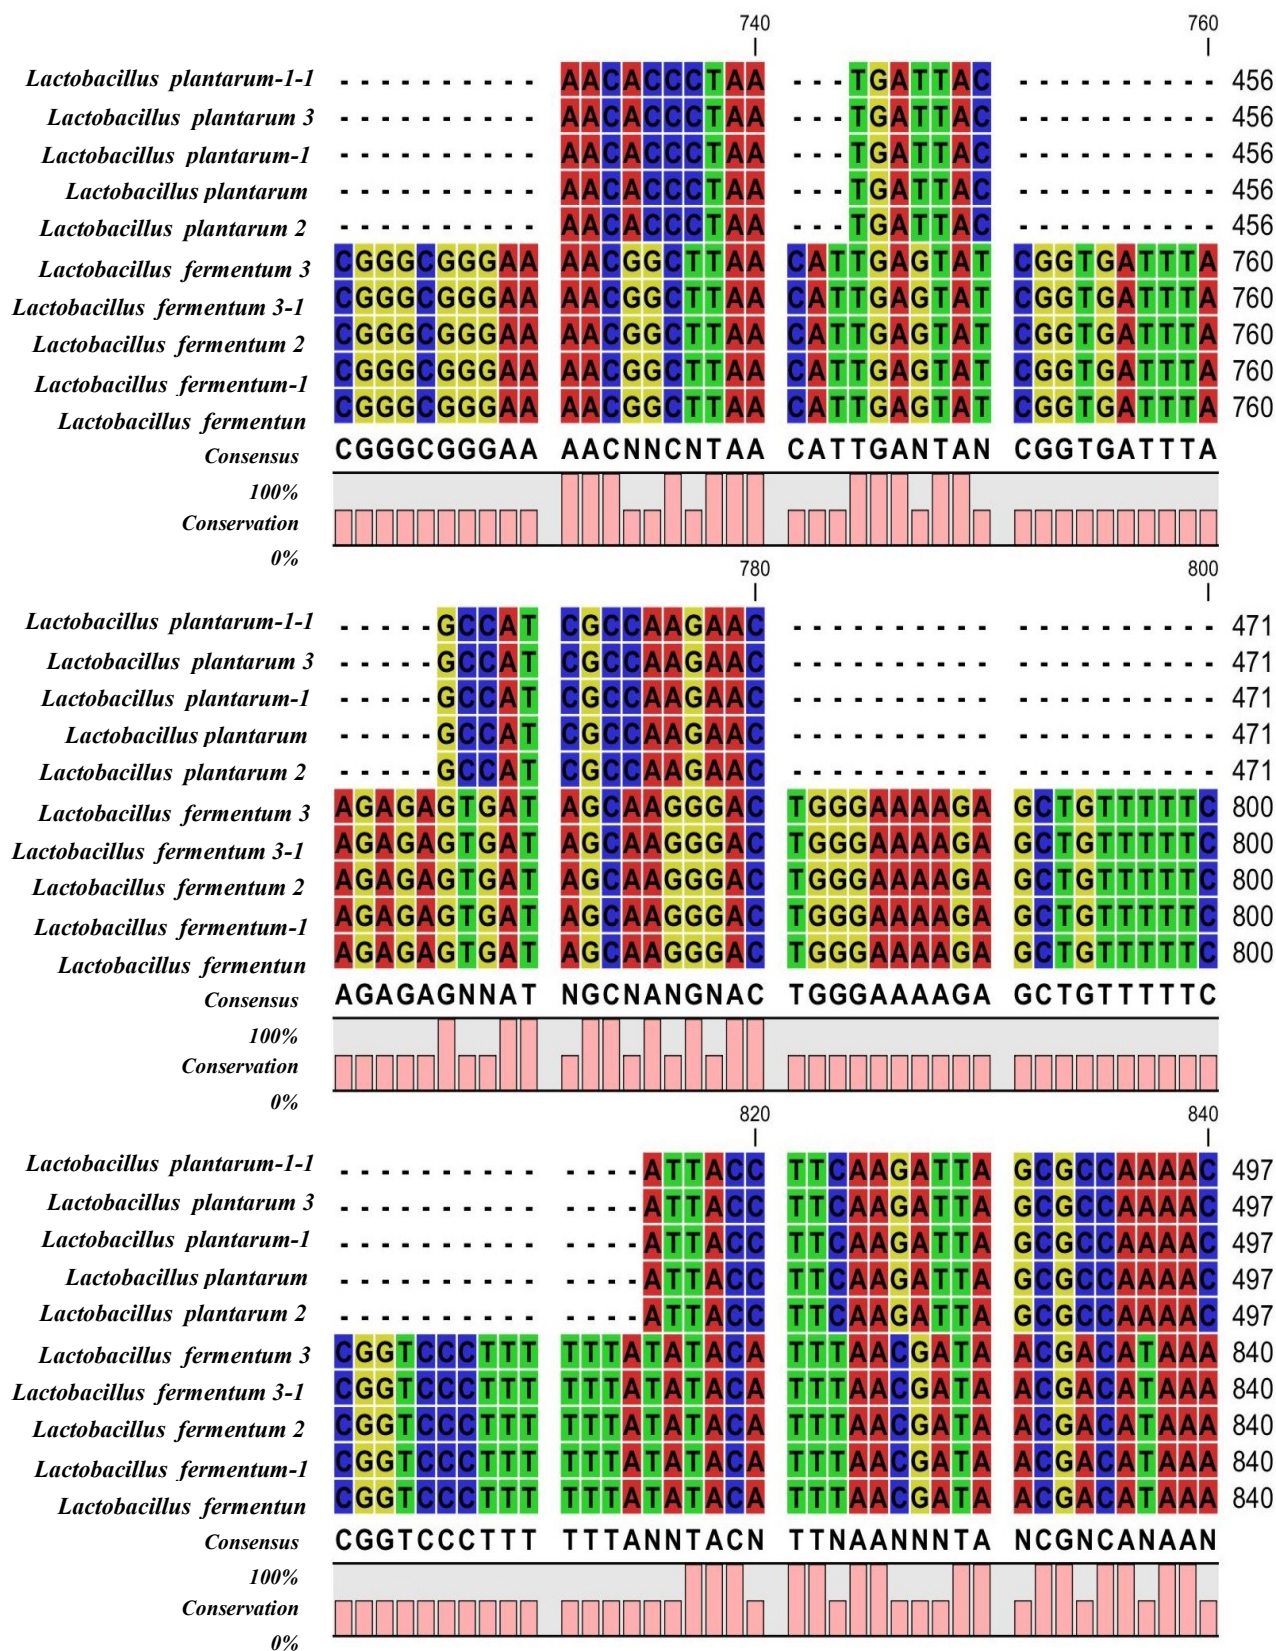 740 760
Lactobacillus plantarum-1-1 - - - - - - - - - - AACACCCTAA - - - TGATTAC - - - - - - - - - - 456
Lactobacillus plantarum 3 - - - - - - - - - - AACACCCTAA - - - TGATTAC - - - - - - - - - - 456
Lactobacillus plantarum-1 - - - - - - - - - - AACACCCTAA - - - TGATTAC - - - - - - - - - - 456
Lactobacillus plantarum - - - - - - - - - - AACACCCTAA - - - TGATTAC - - - - - - - - - - 456
Lactobacillus plantarum 2 - - - - - - - - - - AACACCCTAA - - - TGATTAC - - - - - - - - - - 456
Lactobacillus fermentum 3 CGGGCGGGAA AACGGCTTAA CATTGAGTAT CGGTGATTTA 760
Lactobacillus fermentum 3-1 CGGGCGGGAA AACGGCTTAA CATTGAGTAT CGGTGATTTA 760
Lactobacillus fermentum 2 CGGGCGGGAA AACGGCTTAA CATTGAGTAT CGGTGATTTA 760
Lactobacillus fermentum-1 CGGGCGGGAA AACGGCTTAA CATTGAGTAT CGGTGATTTA 760
Lactobacillus fermentun CGGGCGGGAA AACGGCTTAA CATTGAGTAT CGGTGATTTA 760
Consensus CGGGCGGGAA AACNNCNTAA CATTGANTAN CGGTGATTTA
100%
Conservation
0%
780 800
Lactobacillus plantarum-1-1 - - - - - GCCAT CGCCAAGAAC - - - - - - - - - - - - - - - - - - - - 471
Lactobacillus plantarum 3 - - - - - GCCAT CGCCAAGAAC - - - - - - - - - - - - - - - - - - - - 471
Lactobacillus plantarum-1 - - - - - GCCAT CGCCAAGAAC - - - - - - - - - - - - - - - - - - - - 471
Lactobacillus plantarum - - - - - GCCAT CGCCAAGAAC - - - - - - - - - - - - - - - - - - - - 471
Lactobacillus plantarum 2 - - - - - GCCAT CGCCAAGAAC - - - - - - - - - - - - - - - - - - - - 471
Lactobacillus fermentum 3 AGAGAGTGAT AGCAAGGGAC TGGGAAAAGA GCTGTTTTTC 800
Lactobacillus fermentum 3-1 AGAGAGTGAT AGCAAGGGAC TGGGAAAAGA GCTGTTTTTC 800
Lactobacillus fermentum 2 AGAGAGTGAT AGCAAGGGAC TGGGAAAAGA GCTGTTTTTC 800
Lactobacillus fermentum-1 AGAGAGTGAT AGCAAGGGAC TGGGAAAAGA GCTGTTTTTC 800
Lactobacillus fermentun AGAGAGTGAT AGCAAGGGAC TGGGAAAAGA GCTGTTTTTC 800
Consensus AGAGAGNNAT NGCNANGNAC TGGGAAAAGA GCTGTTTTTC
100%
Conservation
0%
820 840
Lactobacillus plantarum-1-1 - - - - - - - - - - - - - - ATTACC TTCAAGATTA GCGCCAAAAC 497
Lactobacillus plantarum 3 - - - - - - - - - - - - - - ATTACC TTCAAGATTA GCGCCAAAAC 497
Lactobacillus plantarum-1 - - - - - - - - - - - - - - ATTACC TTCAAGATTA GCGCCAAAAC 497
Lactobacillus plantarum - - - - - - - - - - - - - - ATTACC TTCAAGATTA GCGCCAAAAC 497
Lactobacillus plantarum 2 - - - - - - - - - - - - - - ATTACC TTCAAGATTA GCGCCAAAAC 497
Lactobacillus fermentum 3 CGGTCCCTTT TTTATATACA TTTAACGATA ACGACATAAA 840
Lactobacillus fermentum 3-1 CGGTCCCTTT TTTATATACA TTTAACGATA ACGACATAAA 840
Lactobacillus fermentum 2 CGGTCCCTTT TTTATATACA TTTAACGATA ACGACATAAA 840
Lactobacillus fermentum-1 CGGTCCCTTT TTTATATACA TTTAACGATA ACGACATAAA 840
Lactobacillus fermentun CGGTCCCTTT TTTATATACA TTTAACGATA ACGACATAAA 840
Consensus CGGTCCCTTT TTTANNTACN TTNAANNNTA NCGNCANAAN
100%
Conservation
0%